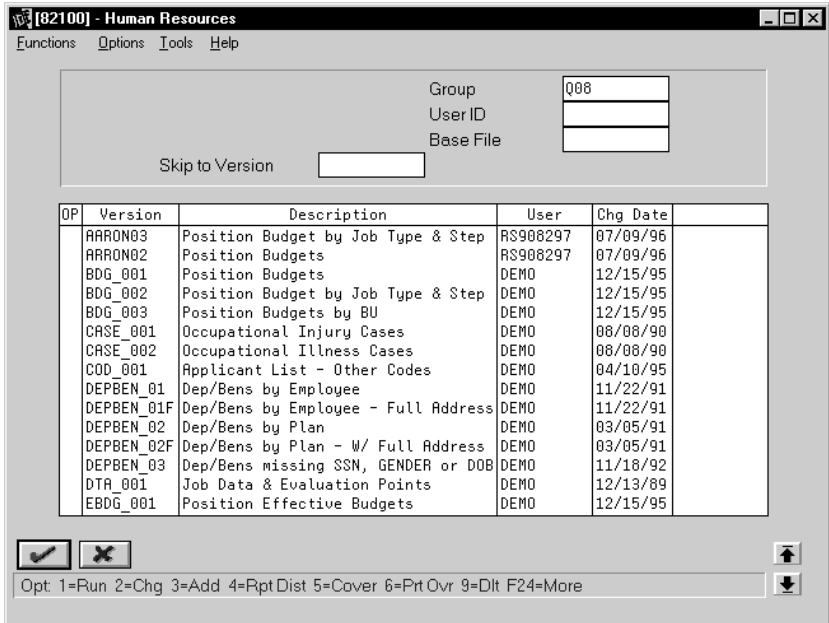 [82100] - Human Resources
Functions Options Tools Help
Group Q08
User ID
Base File
Skip to Version
OP Version Description User Chg Date
AARON03 Position Budget by Job Type & Step RS908297 07/09/96
ARRON02 Position Budgets RS908297 07/09/96
BDG_001 Position Budgets DEMO 12/15/95
BDG_002 Position Budget by Job Type & Step DEMO 12/15/95
BDG_003 Position Budgets by BU DEMO 12/15/95
CASE_001 Occupational Injury Cases DEMO 08/08/90
CASE_002 Occupational Illness Cases DEMO 08/08/90
COD_001 Applicant List - Other Codes DEMO 04/10/95
DEPBEN_01 Dep/Bens by Employee DEMO 11/22/91
DEPBEN_01F Dep/Bens by Employee - Full Address DEMO 11/22/91
DEPBEN_02 Dep/Bens by Plan DEMO 03/05/91
DEPBEN_02F Dep/Bens by Plan - W/ Full Address DEMO 03/05/91
DEPBEN_03 Dep/Bens missing SSN, GENDER or DOB DEMO 11/18/92
DTA_001 Job Data & Evaluation Points DEMO 12/13/89
EBDG_001 Position Effective Budgets DEMO 12/15/95
Opt: 1=Run 2=Chg 3=Add 4=Rpt Dist 5=Cover 6=Prt Ovr 9=Dlt F24=More